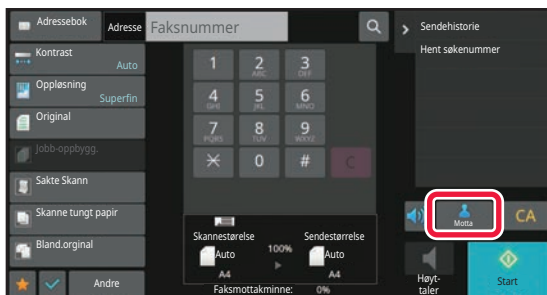 Adressebok
Adresse
Faksnummer
Sendehistorie
Hent søkenummer
Kontrast
Auto
Oppløsning
Superfin
Original
Jobb-oppbygg.
Sakte Skann
Skanne tungt papir
Bland.orginal
Andre
1
2
ABC
3
DEF
4
GHI
5
JKL
6
MNO
7
PQRS
8
TUV
9
WXYZ
0
#
C
Skannestørelse
100%
Sendestørrelse
Auto
Auto
A4
A4
Faksmottakminne:
0%
Motta
CA
Høyt-
taler
Start